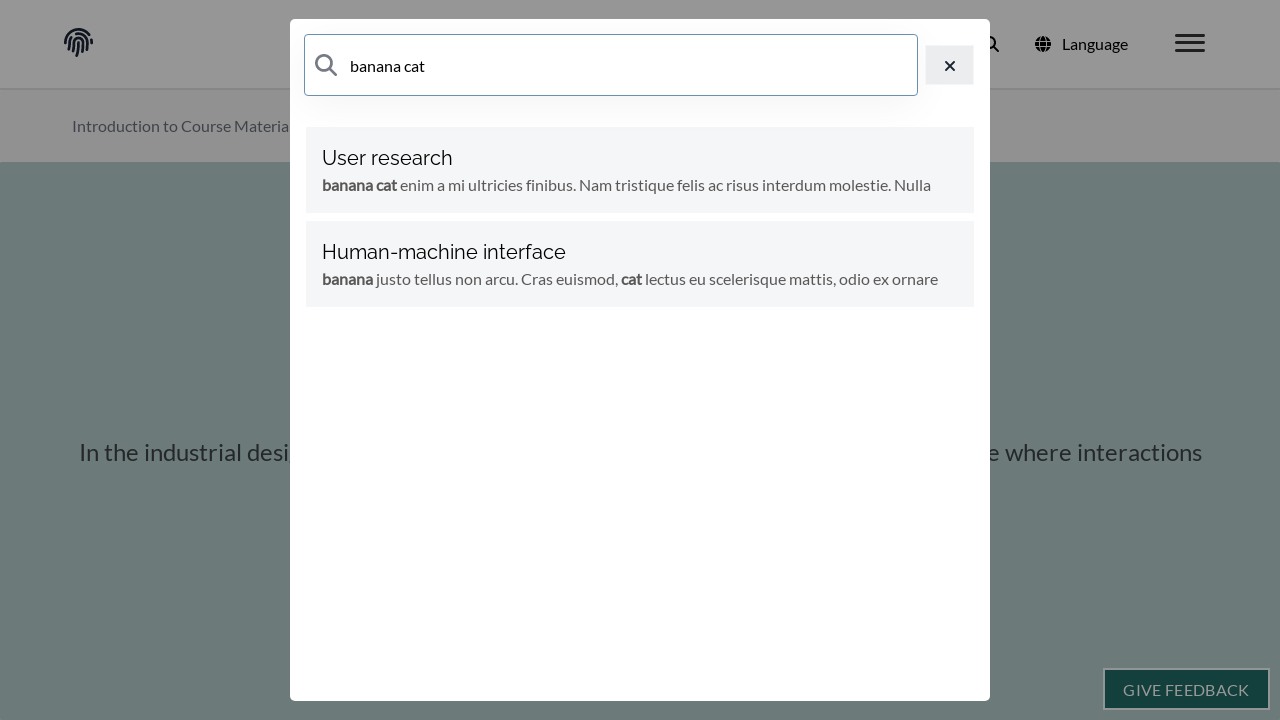 banana cat
Language
Introduction to Course Materia
User research
banana cat enim a mi ultricies finibus. Nam tristique felis ac risus interdum molestie. Nulla
Human-machine interface
banana justo tellus non arcu. Cras euismod, cat lectus eu scelerisque mattis, odio ex ornare
In the industrial desi
e where interactions
GIVE FEEDBACK